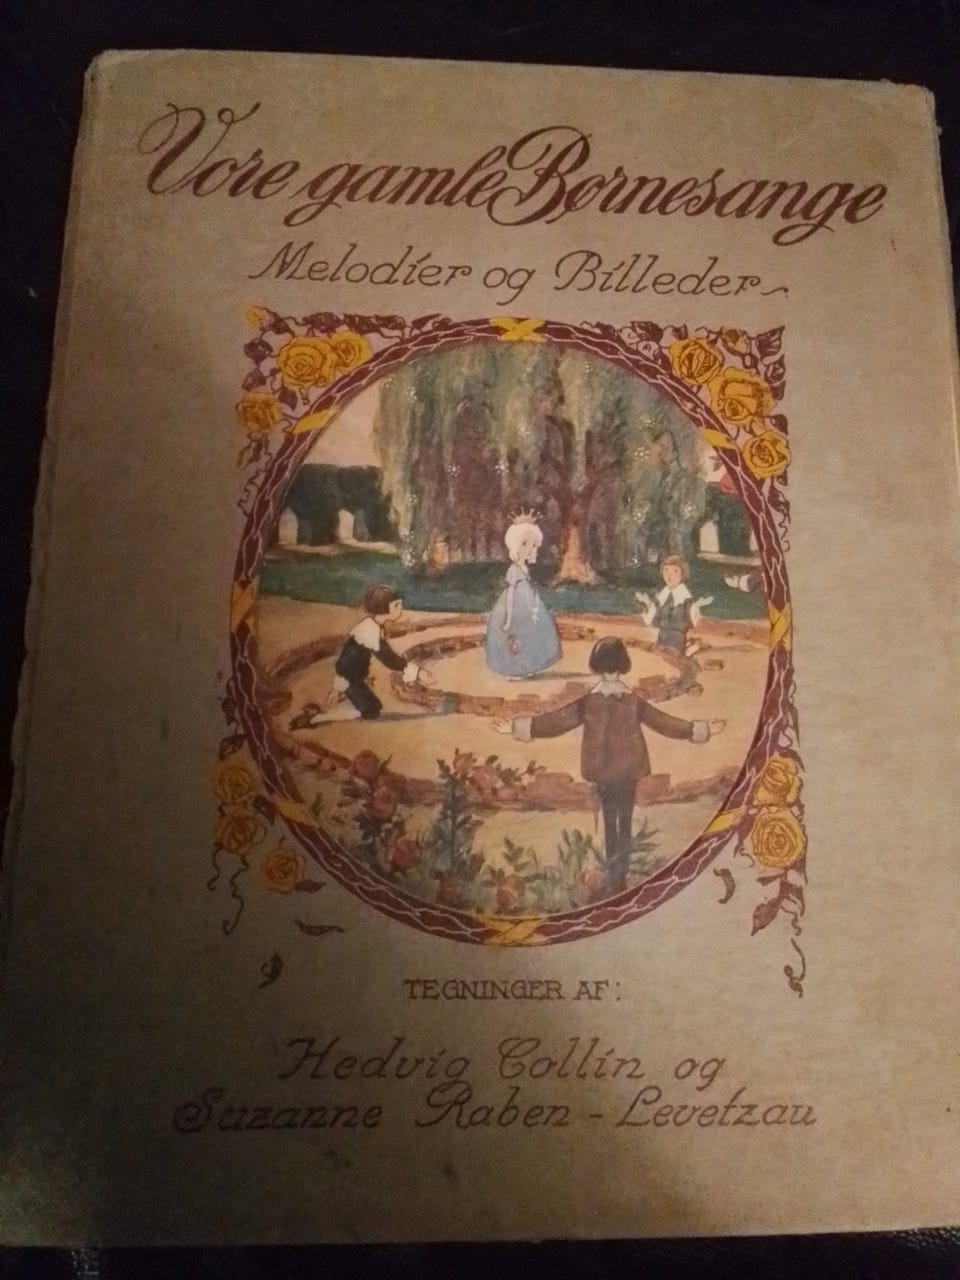 Vore gamle Børnesange
Melodier og Billeder
TEGNINGER AF:
Hedvig Collin og
Suzanne Raben-Levetzau